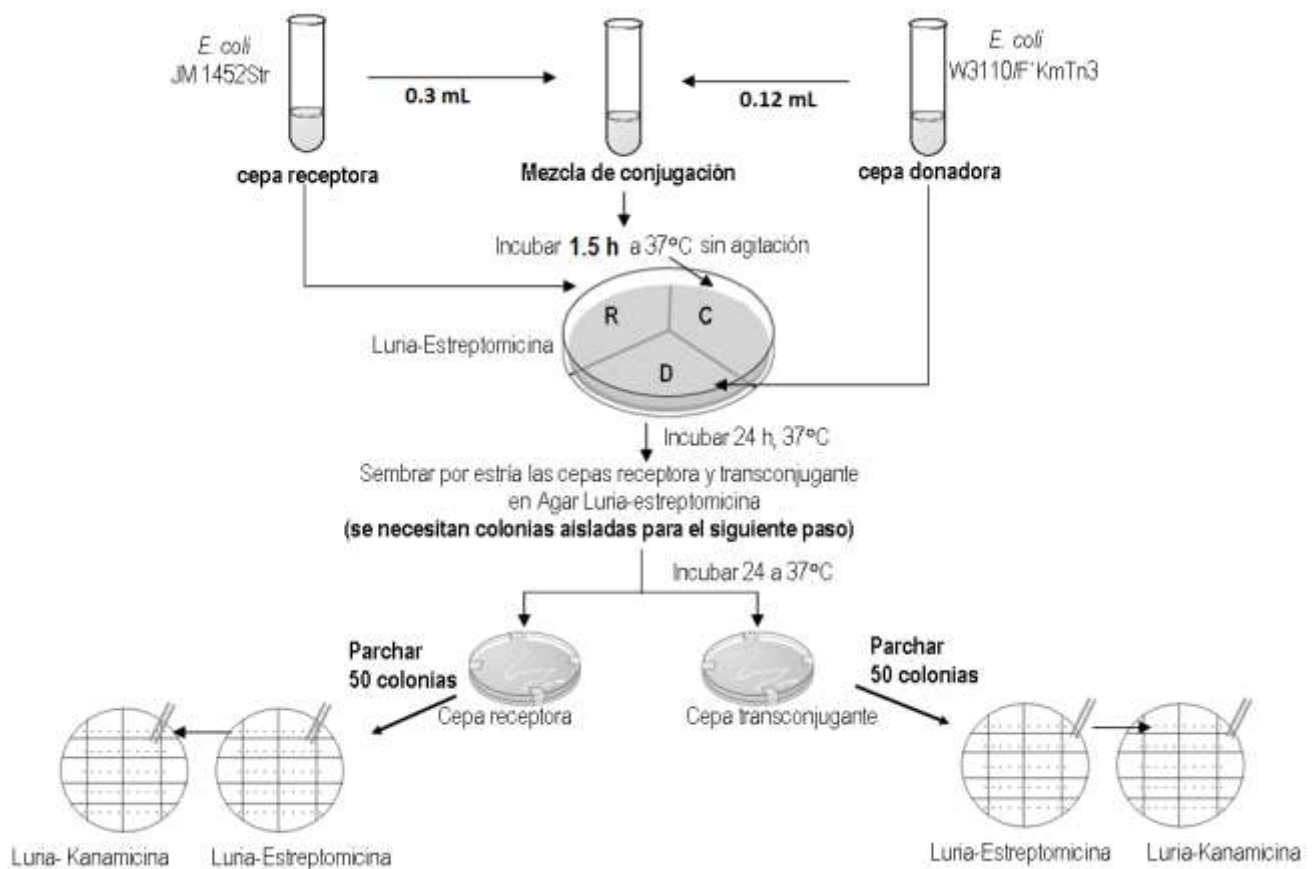 E. coli
JM1452Str
0.3 mL
0.12 mL
E. coli
W3110/F'KmTn3
cepa receptora
Mezcla de conjugación
cepa donadora
Incubar 1.5 h a 37°C sin agitación
R
C
D
Luria-Estreptomicina
Incubar 24 h, 37°C
Sembrar por estría las cepas receptora y transconjugante
en Agar Luria-estreptomicina
(se necesitan colonias aisladas para el siguiente paso)
Incubar 24 a 37°C
Parchar
50 colonias
Cepa receptora
Cepa transconjugante
Parchar
50 colonias
Luria- Kanamicina
Luria-Estreptomicina
Luria-Estreptomicina
Luria-Kanamicina